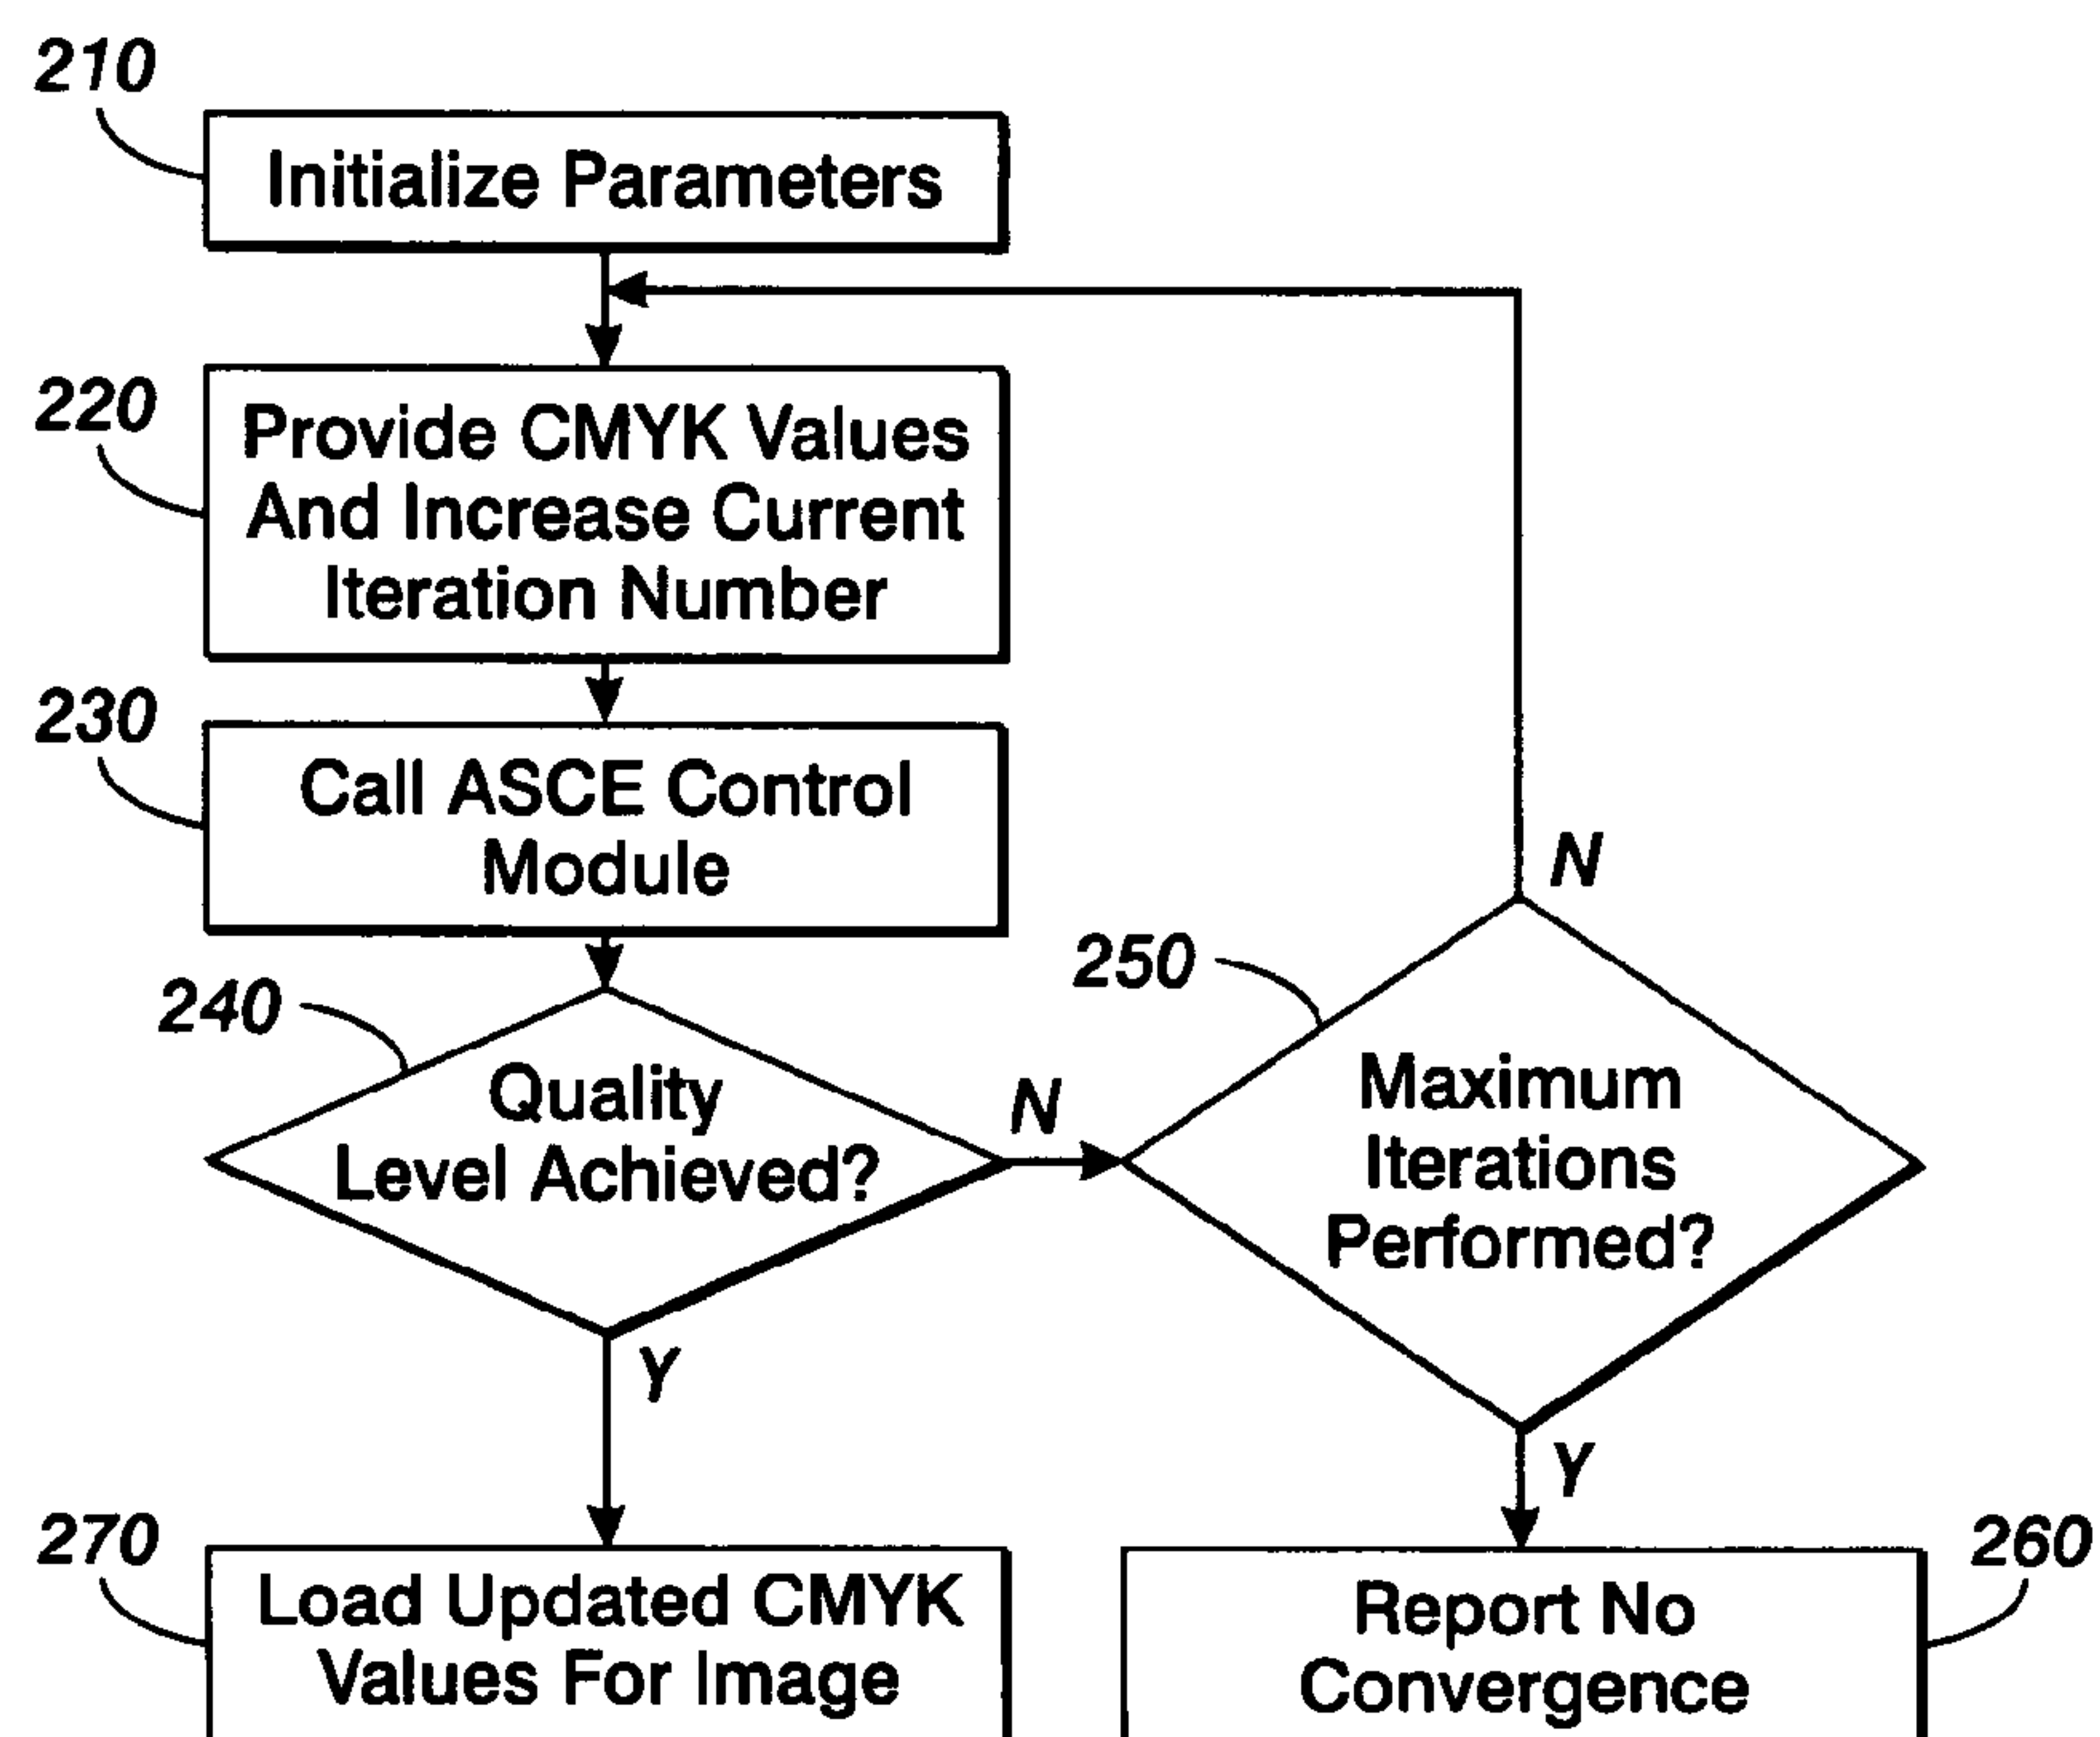 210
Initialize Parameters
220
Provide CMYK Values
And Increase Current
Iteration Number
230
Call ASCE Control
Module
240
Quality
Level Achieved?
N
Y
250
Maximum
Iterations
Performed?
N
Y
270
Load Updated CMYK
Values For Image
260
Report No
Convergence